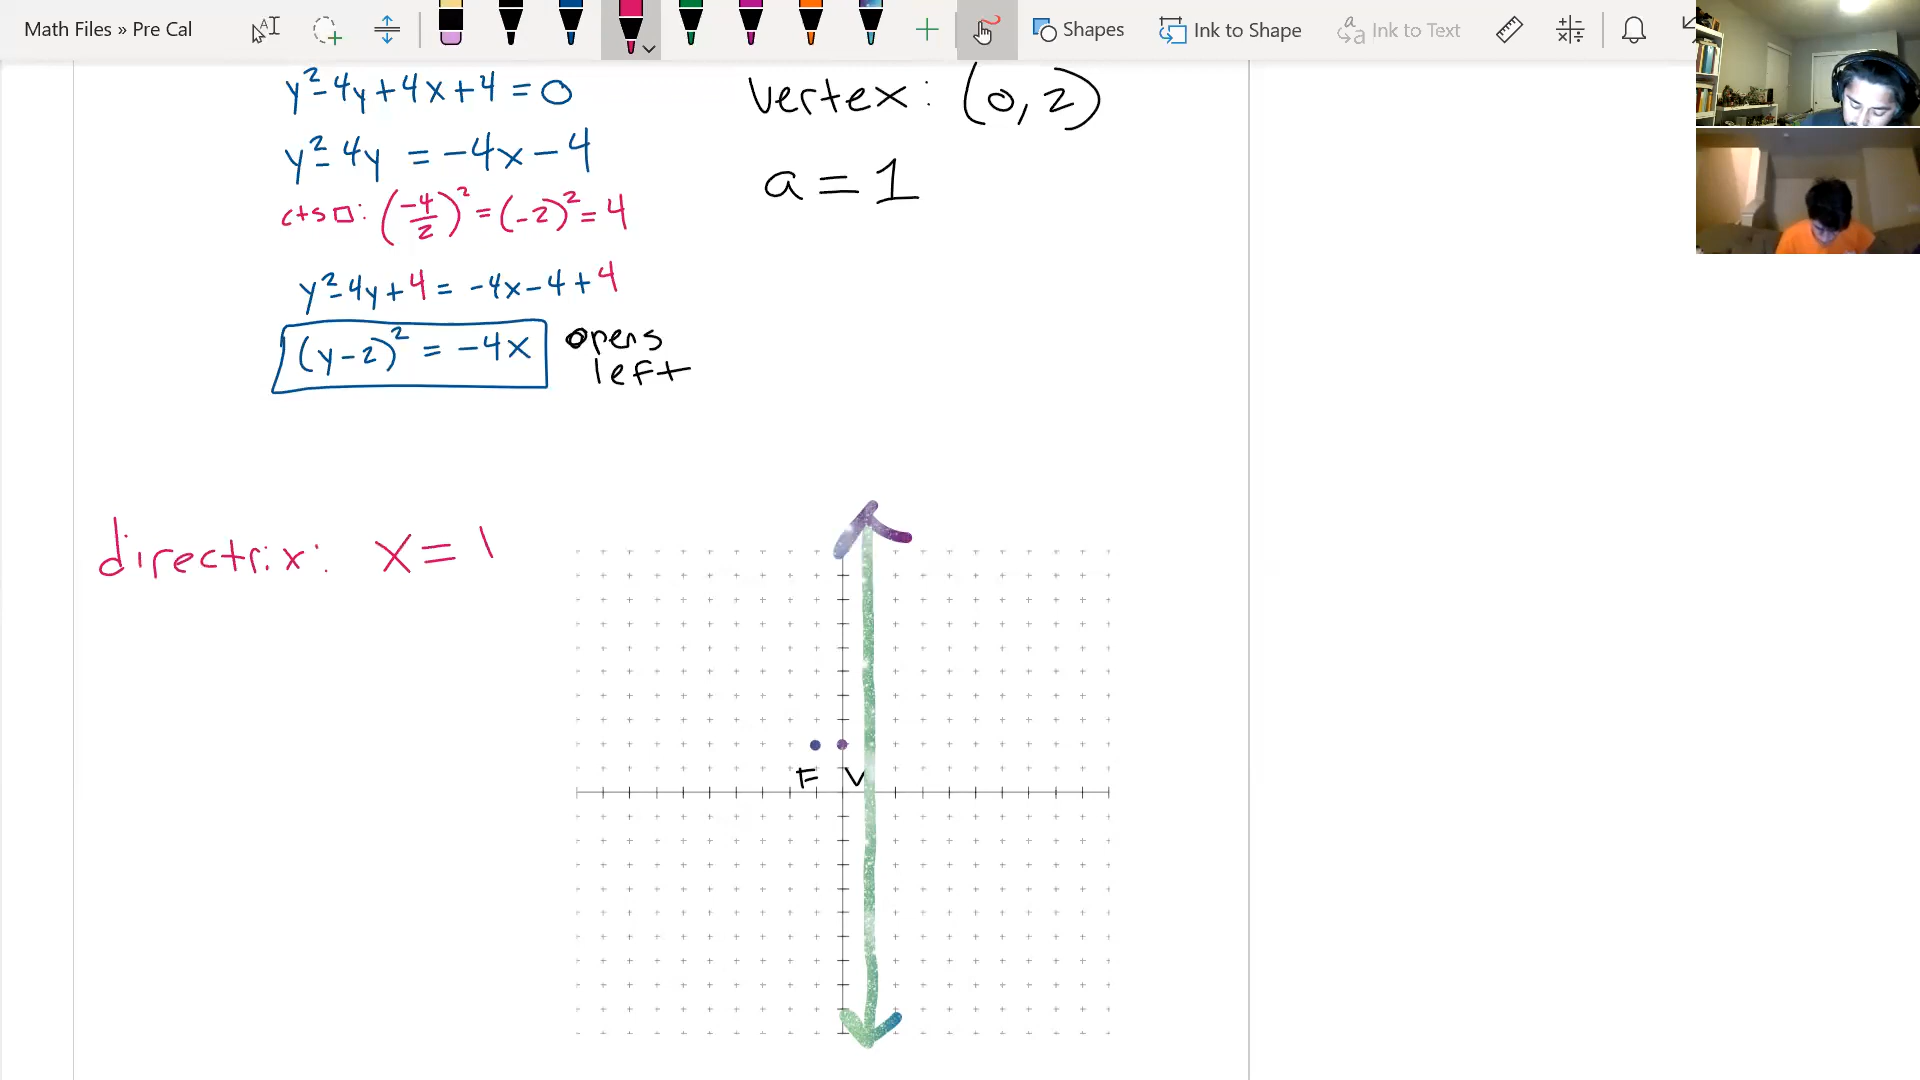 Math Files » Pre Cal
Shapes
Ink to Shape
Ink to Text
y² - 4y + 4x + 4 = 0
y² - 4y = -4x - 4
cts □: (-4/2)² = (-2)² = 4
y² - 4y + 4 = -4x - 4 + 4
(y - 2)² = -4x
opens
left
vertex: (0, 2)
a = 1
directrix: x = 1
F V